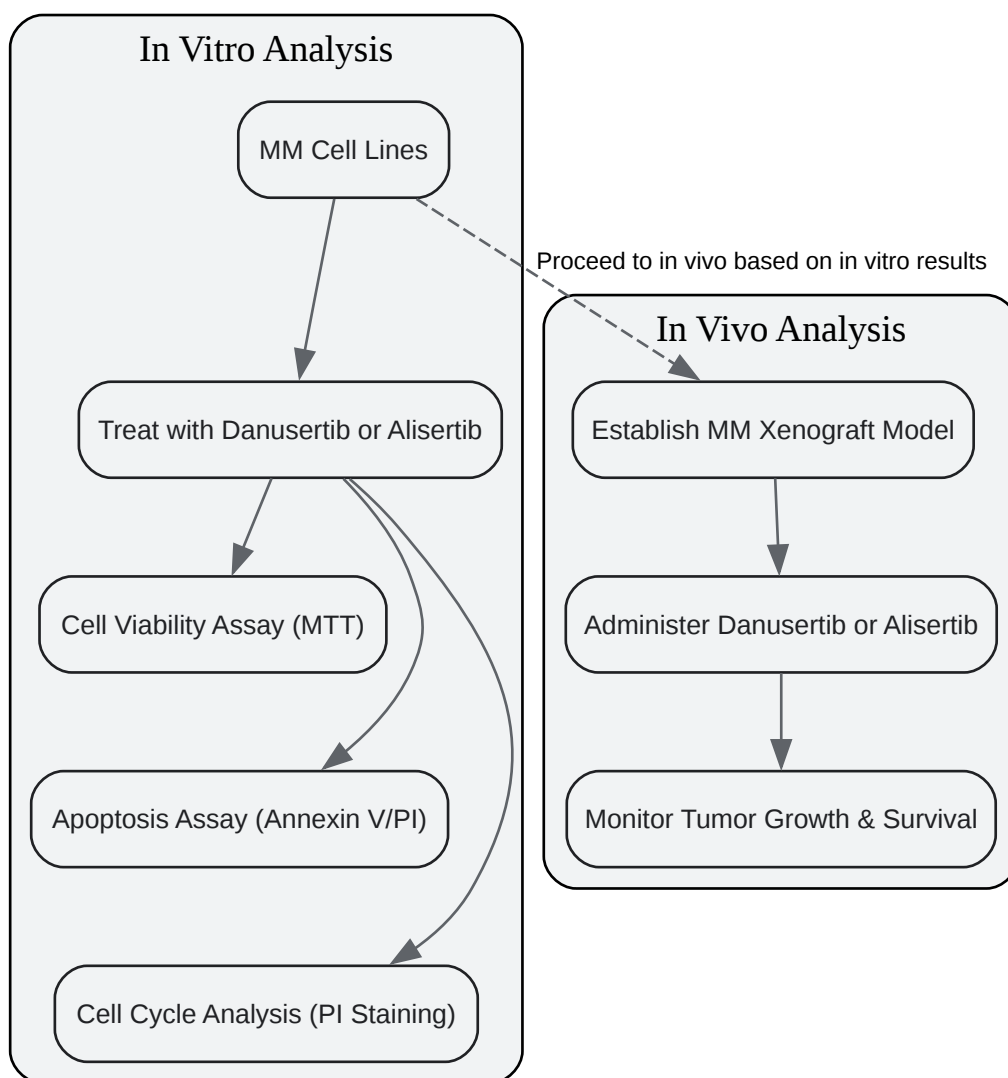 In Vitro Analysis
MM Cell Lines
Proceed to in vivo based on in vitro results
In Vivo Analysis
Treat with Danusertib or Alisertib
Establish MM Xenograft Model
Cell Viability Assay (MTT)
Administer Danusertib or Alisertib
Apoptosis Assay (Annexin V/PI)
Monitor Tumor Growth & Survival
Cell Cycle Analysis (PI Staining)